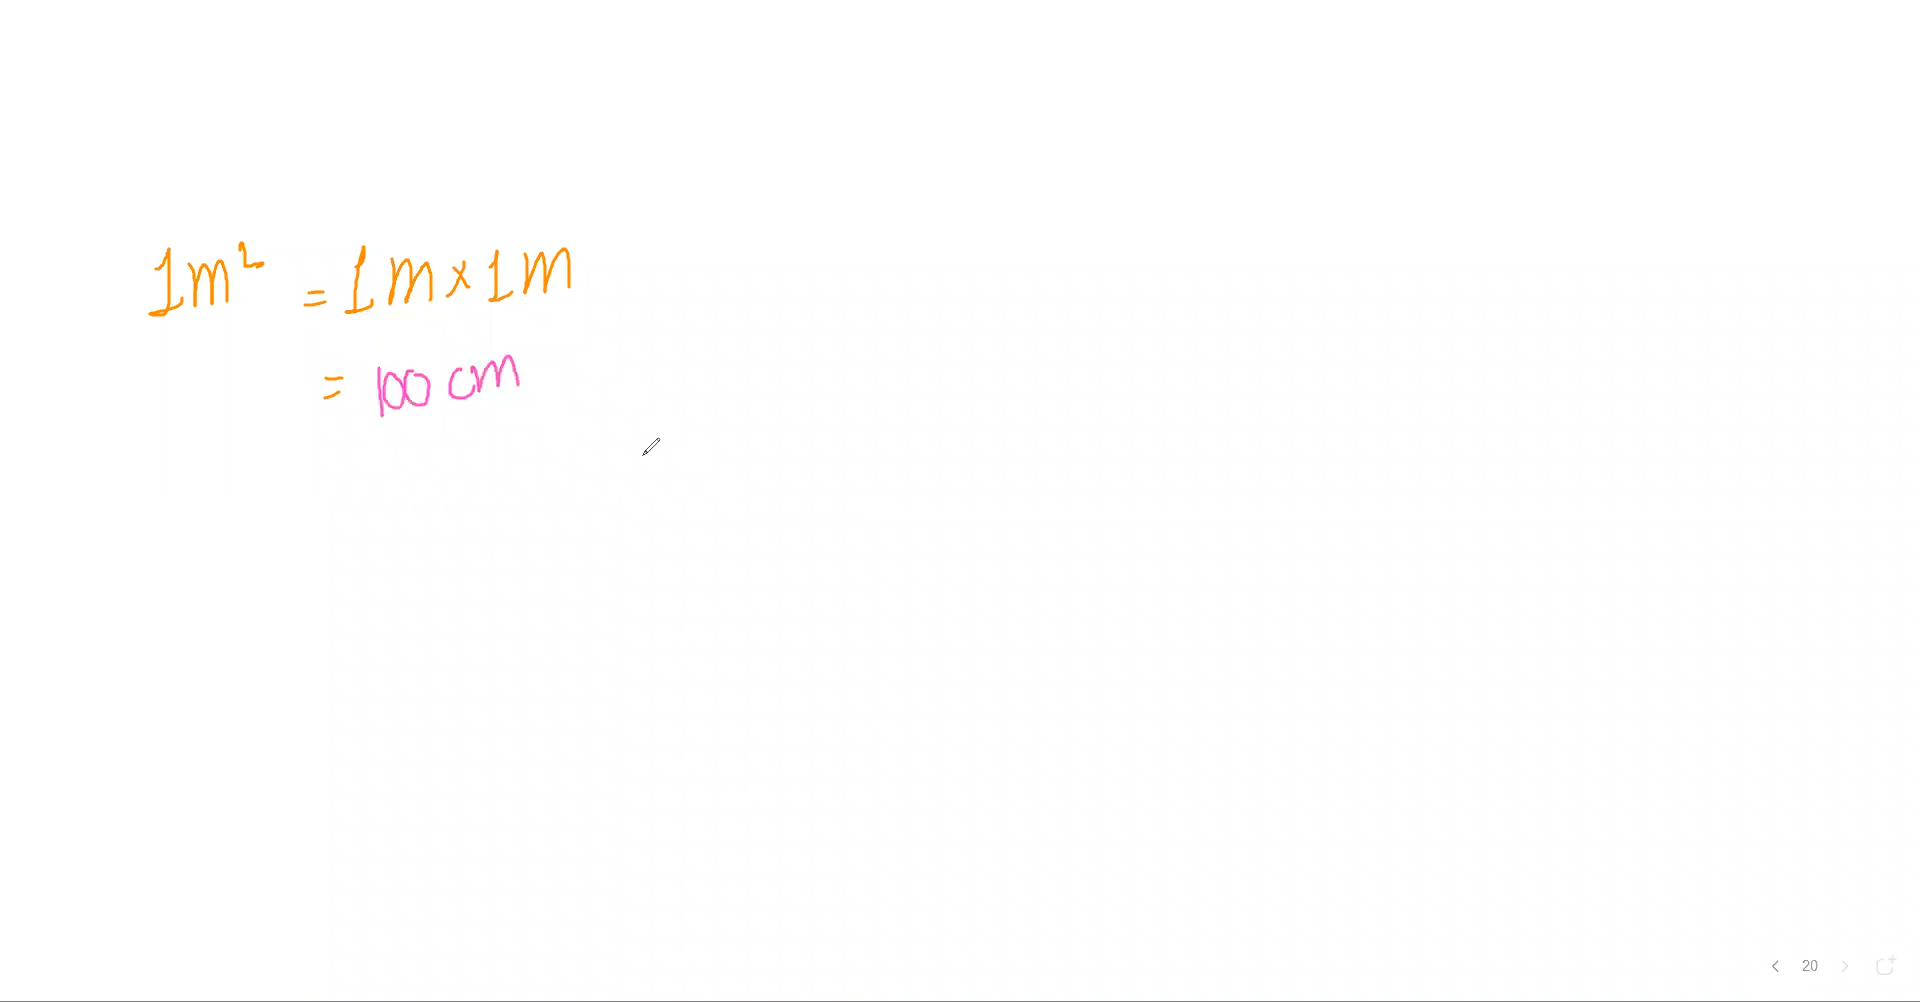 1m² = 1m × 1m
= 100 cm
20